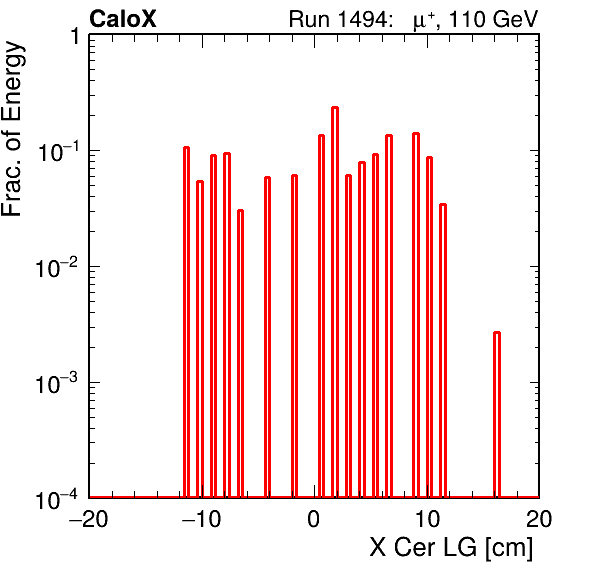 CaloX Run 1494: μ⁺, 110 GeV
Frac. of Energy
1
10⁻¹
10⁻²
10⁻³
10⁻⁴
−20 −10 0 10 20
X Cer LG [cm]